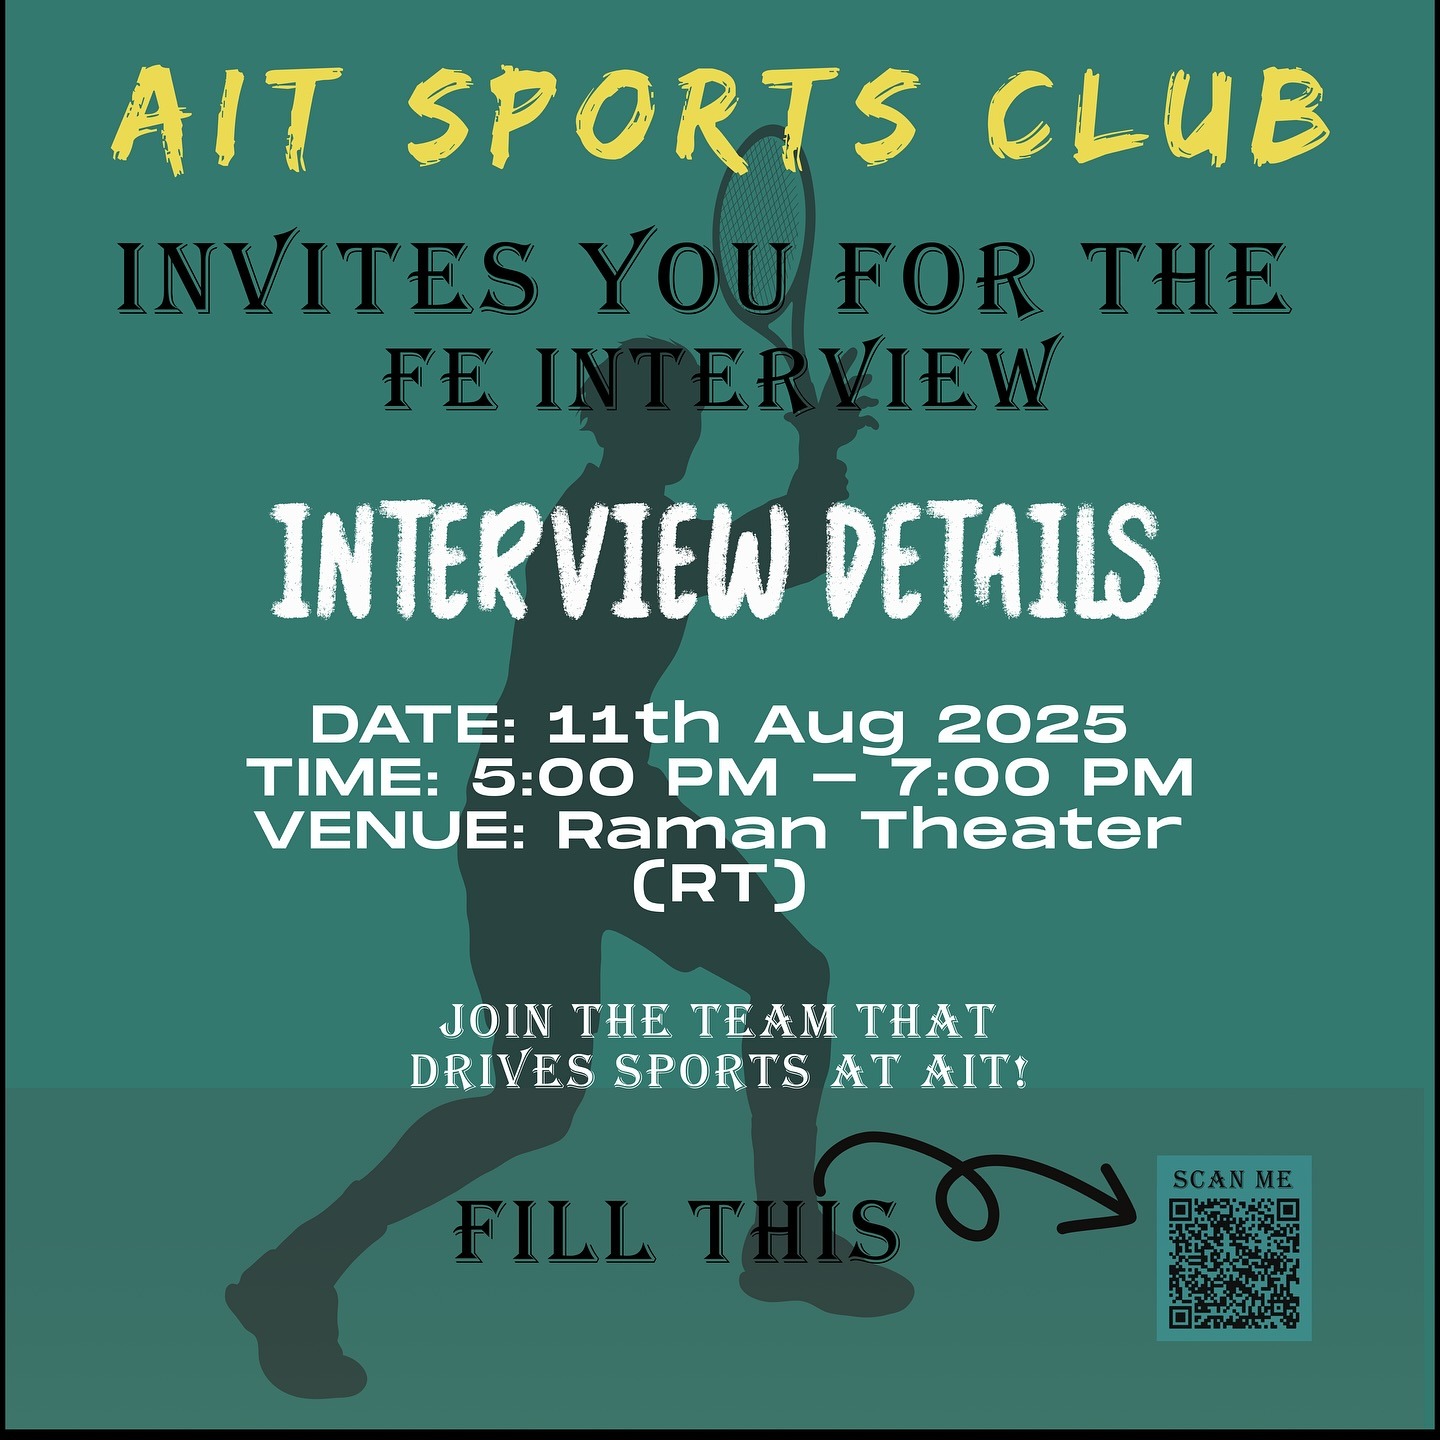 AIT SPORTS CLUB
INVITES YOU FOR THE
FE INTERVIEW
INTERVIEW DETAILS
DATE: 11th Aug 2025
TIME: 5:00 PM – 7:00 PM
VENUE: Raman Theater
(RT)
JOIN THE TEAM THAT
DRIVES SPORTS AT AIT!
FILL THIS
SCAN ME